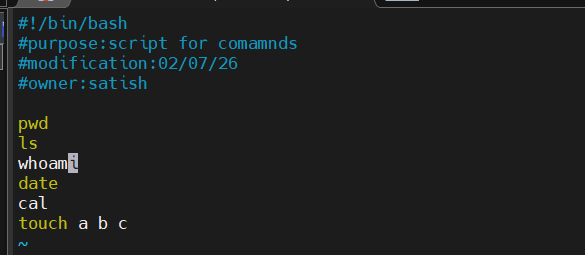 #!/bin/bash
#purpose:script for comamnds
#modification:02/07/26
#owner:satish
pwd
ls
whoami
date
cal
touch a b c
~